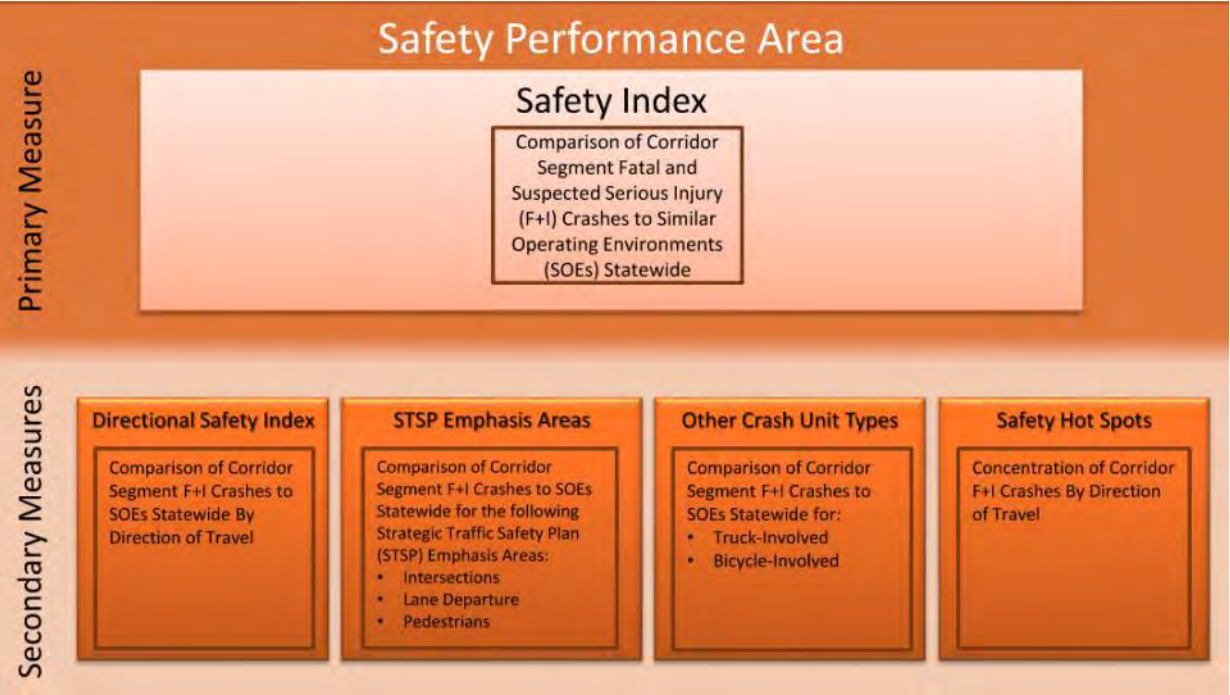 Safety Performance Area
Primary Measure
Safety Index
Comparison of Corridor
Segment Fatal and
Suspected Serious Injury
(F+I) Crashes to Similar
Operating Environments
(SOEs) Statewide
Secondary Measures
Directional Safety Index
Comparison of Corridor
Segment F+I Crashes to
SOEs Statewide By
Direction of Travel
STSP Emphasis Areas
Comparison of Corridor
Segment F+I Crashes to SOEs
Statewide for the following
Strategic Traffic Safety Plan
(STSP) Emphasis Areas:
• Intersections
• Lane Departure
• Pedestrians
Other Crash Unit Types
Comparison of Corridor
Segment F+I Crashes to
SOEs Statewide for:
• Truck-Involved
• Bicycle-Involved
Safety Hot Spots
Concentration of Corridor
F+I Crashes By Direction
of Travel